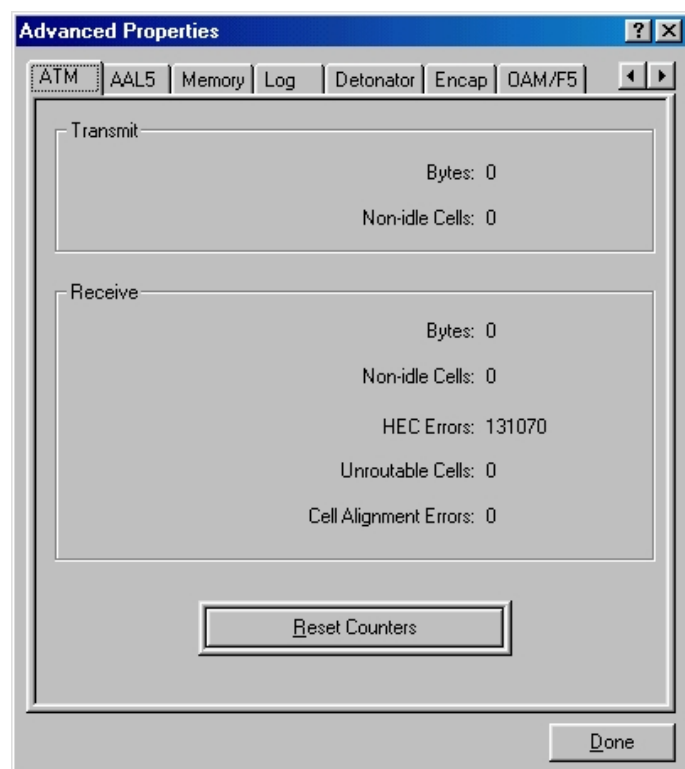 Advanced Properties
ATM AAL5 Memory Log Detonator Encap OAM/F5
Transmit
Bytes: 0
Non-idle Cells: 0
Receive
Bytes: 0
Non-idle Cells: 0
HEC Errors: 131070
Unroutable Cells: 0
Cell Alignment Errors: 0
Reset Counters
Done